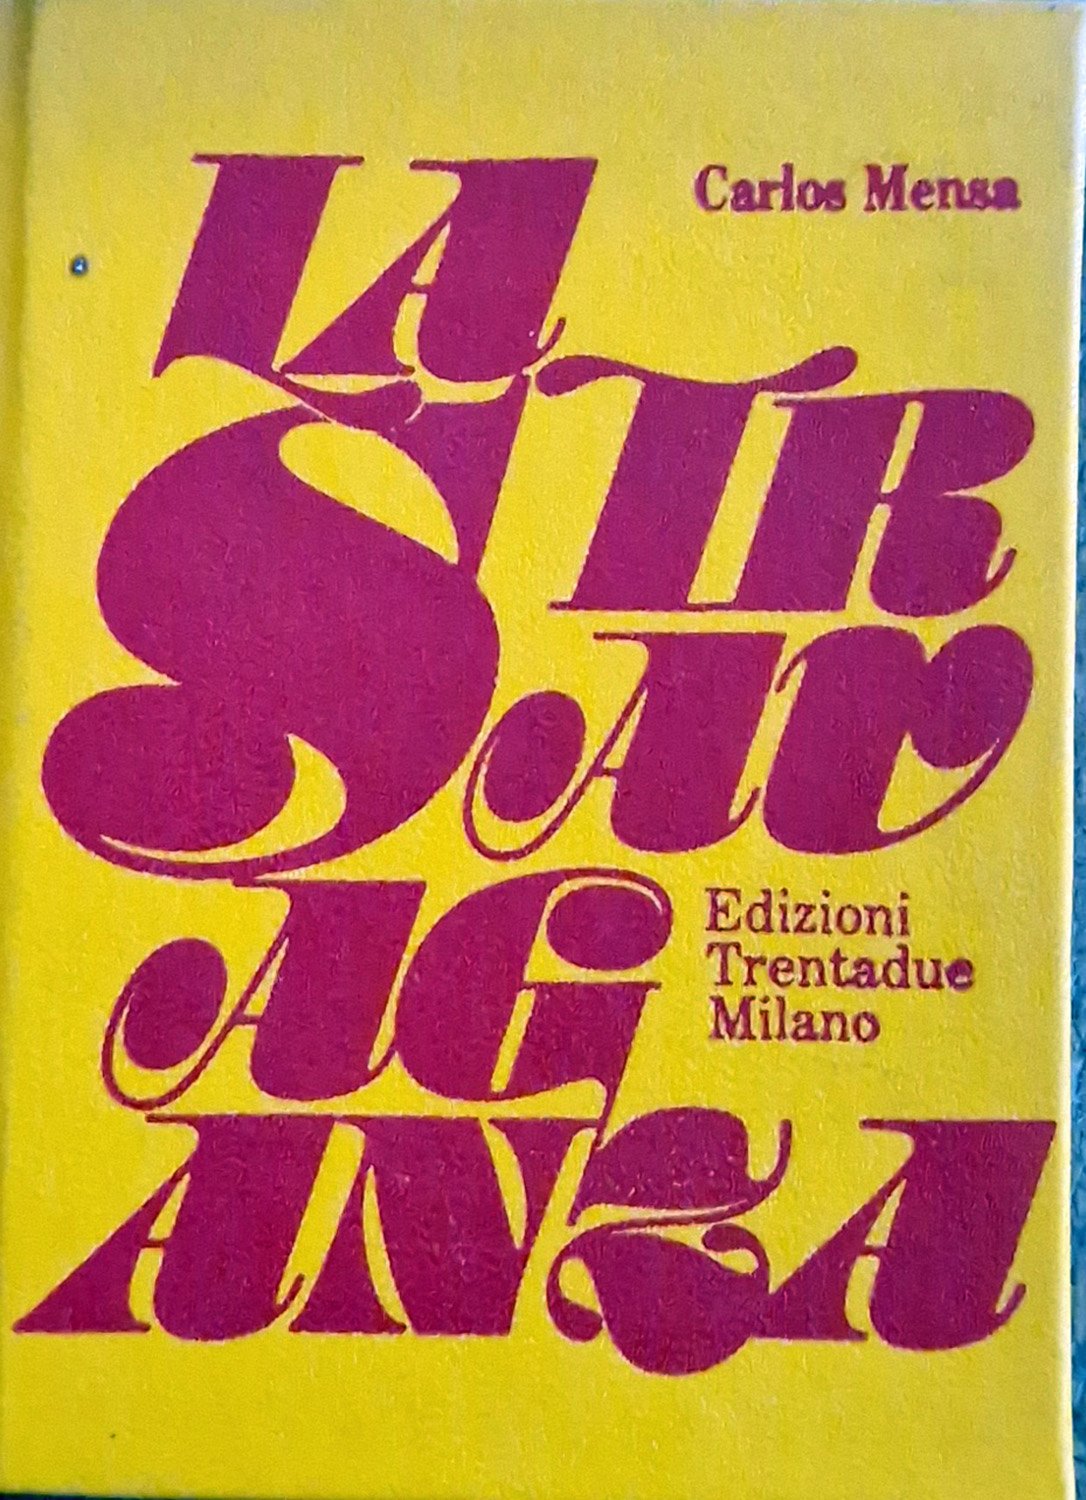 LA
Carlos Mensa
STR
AV
AG
Edizioni
Trentadue
Milano
ANZA